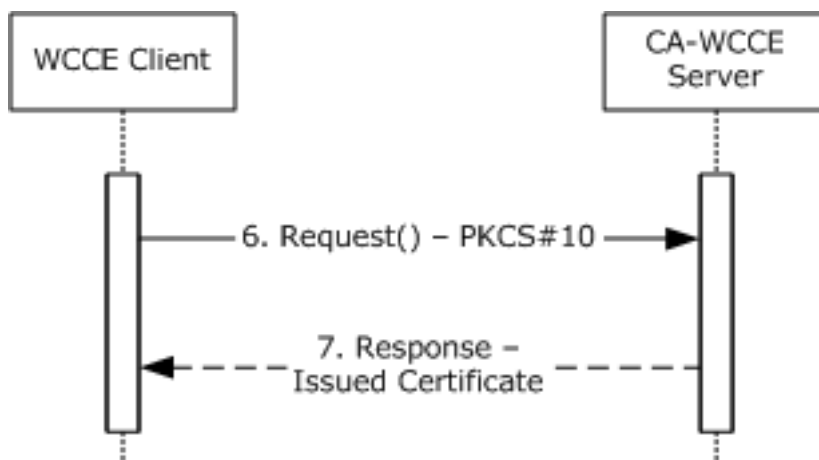 WCCE Client
CA-WCCE
Server
6. Request() – PKCS#10
7. Response –
Issued Certificate